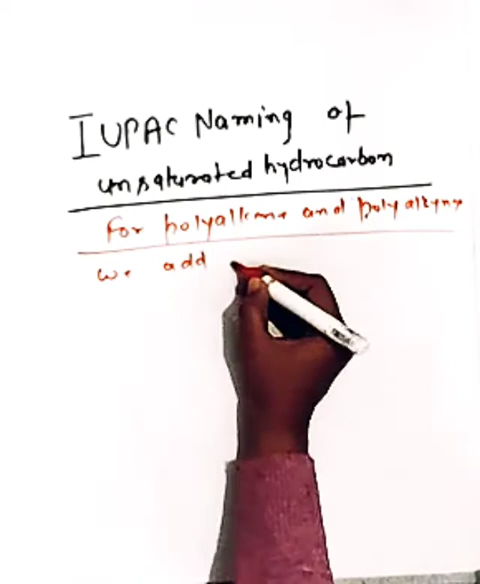 IUPAC Naming of
unsaturated hydrocarbon
For polyalkene and polyalkyne
we add